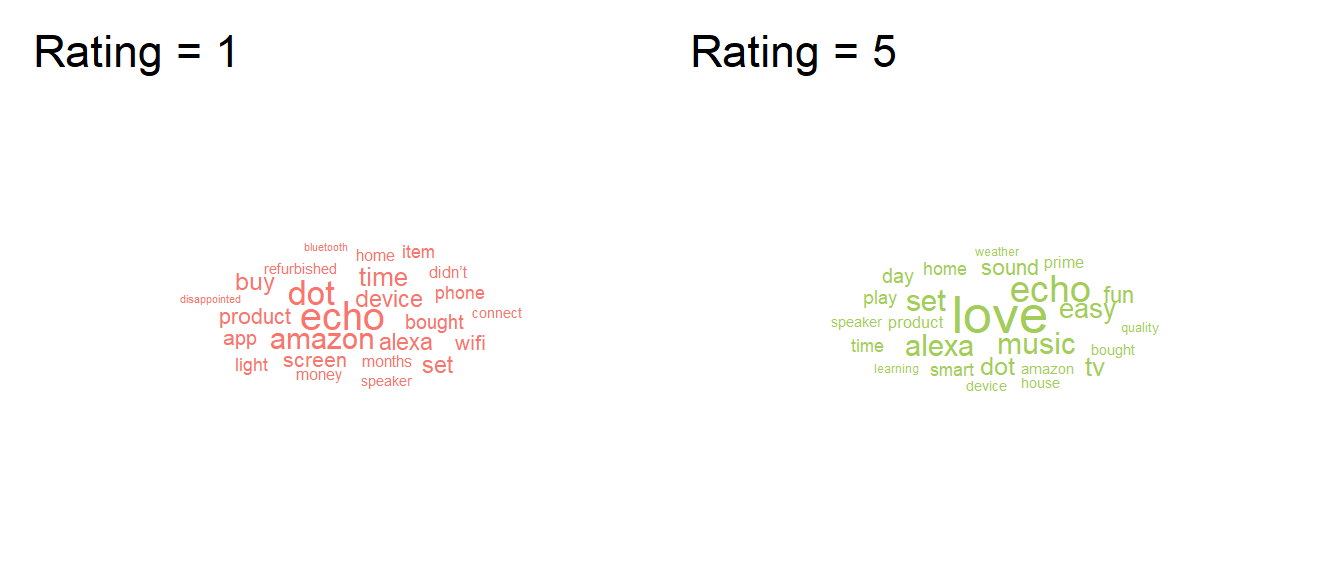 Rating = 1
bluetooth
home item
refurbished time didn't
buy dot device phone
disappointed
product echo bought connect
app amazon alexa wifi
light screen months set
money speaker
Rating = 5
weather
day home sound prime
play set echo fun
love easy
speaker product quality
time alexa music bought
learning smart dot amazon tv
device house